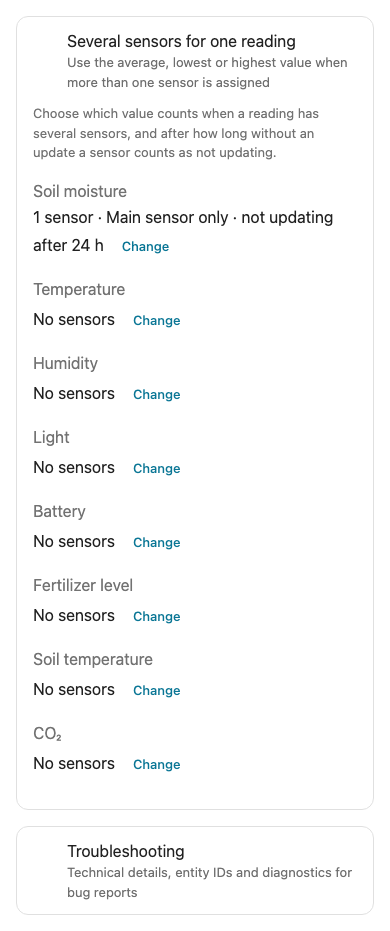 Several sensors for one reading
Use the average, lowest or highest value when
more than one sensor is assigned
Choose which value counts when a reading has
several sensors, and after how long without an
update a sensor counts as not updating.
Soil moisture
1 sensor · Main sensor only · not updating
after 24 h Change
Temperature
No sensors Change
Humidity
No sensors Change
Light
No sensors Change
Battery
No sensors Change
Fertilizer level
No sensors Change
Soil temperature
No sensors Change
CO₂
No sensors Change
Troubleshooting
Technical details, entity IDs and diagnostics for
bug reports